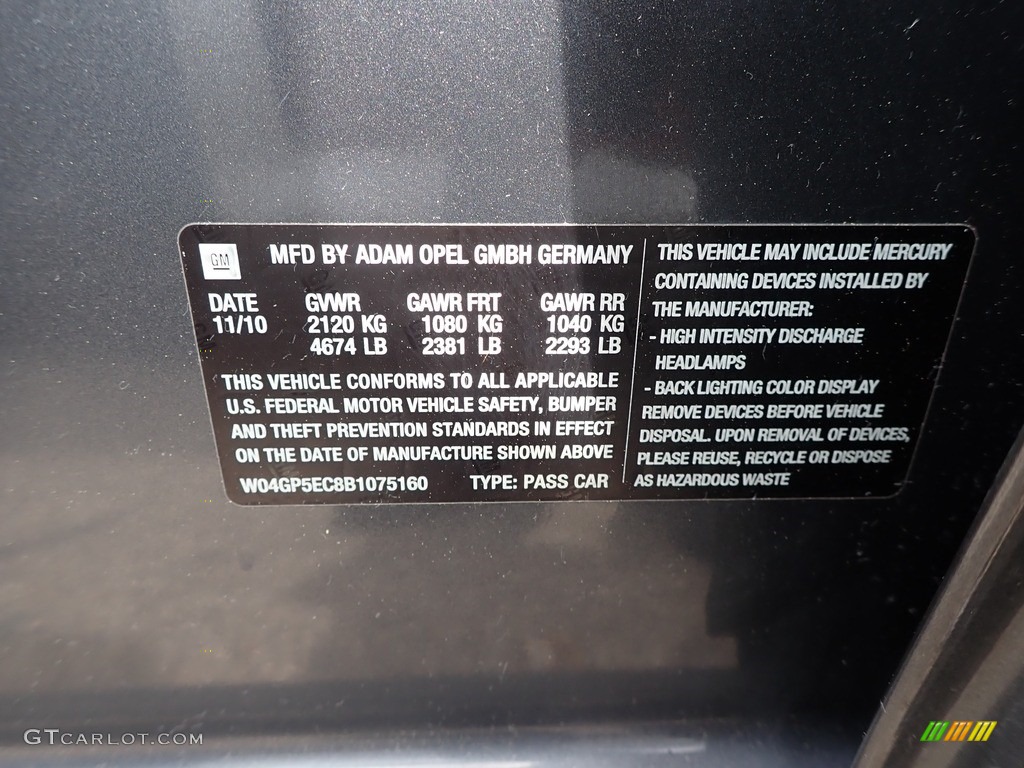 GM
MFD BY ADAM OPEL GMBH GERMANY
DATE GVWR GAWR FRT GAWR RR
11/10 2120 KG 1080 KG 1040 KG
4674 LB 2381 LB 2293 LB
THIS VEHICLE CONFORMS TO ALL APPLICABLE
U.S. FEDERAL MOTOR VEHICLE SAFETY, BUMPER
AND THEFT PREVENTION STANDARDS IN EFFECT
ON THE DATE OF MANUFACTURE SHOWN ABOVE
W04GP5EC8B1075160 TYPE: PASS CAR
THIS VEHICLE MAY INCLUDE MERCURY
CONTAINING DEVICES INSTALLED BY
THE MANUFACTURER:
- HIGH INTENSITY DISCHARGE
HEADLAMPS
- BACK LIGHTING COLOR DISPLAY
REMOVE DEVICES BEFORE VEHICLE
DISPOSAL. UPON REMOVAL OF DEVICES,
PLEASE REUSE, RECYCLE OR DISPOSE
AS HAZARDOUS WASTE
GTCARLOT.COM